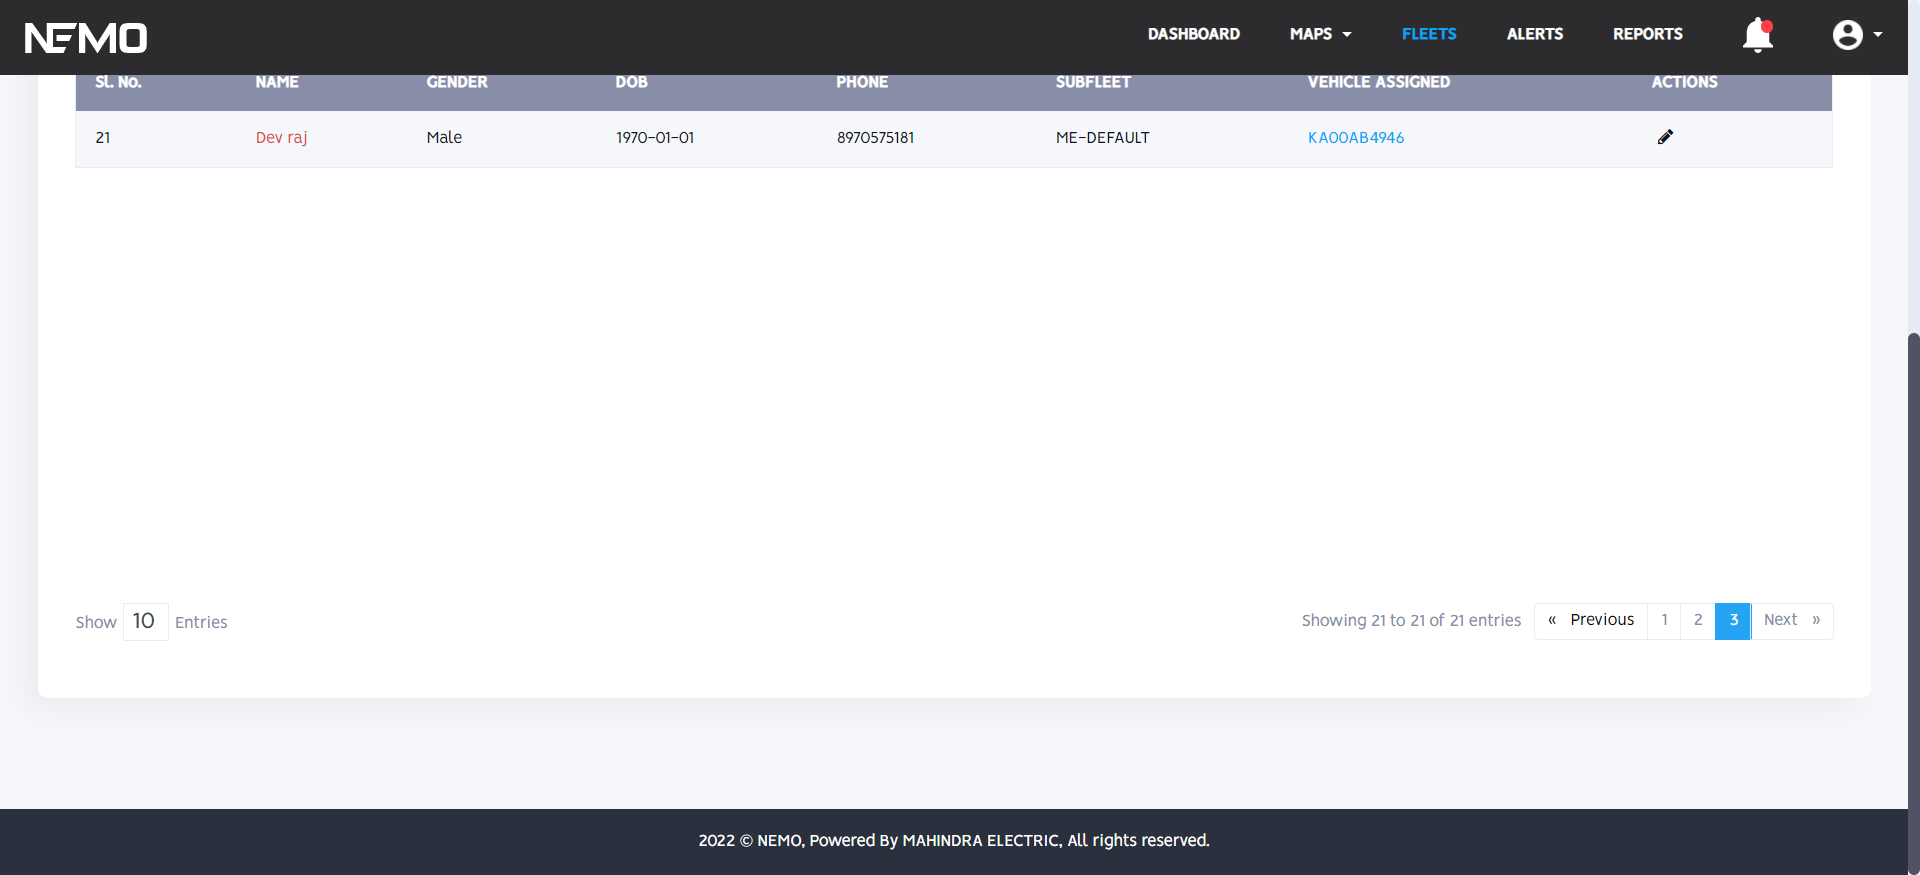 NEMO DASHBOARD MAPS FLEETS ALERTS REPORTS
SL. No. NAME GENDER DOB PHONE SUBFLEET VEHICLE ASSIGNED ACTIONS
21 Dev raj Male 1970-01-01 8970575181 ME-DEFAULT KA00AB4946
Show 10 Entries Showing 21 to 21 of 21 entries « Previous 1 2 3 Next »
2022 © NEMO, Powered By MAHINDRA ELECTRIC, All rights reserved.